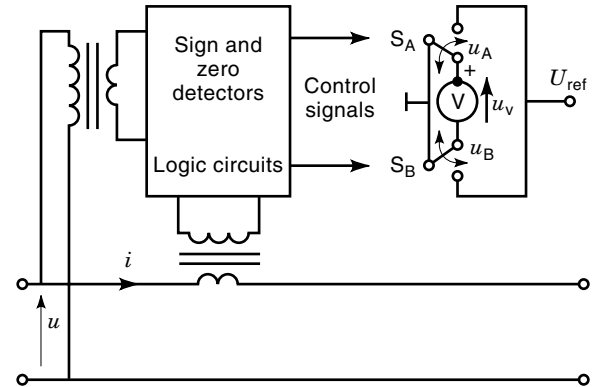 Sign and
zero
detectors
Logic circuits
Control
signals
S_A
u_A
+
V
u_v
U_ref
S_B
u_B
i
u